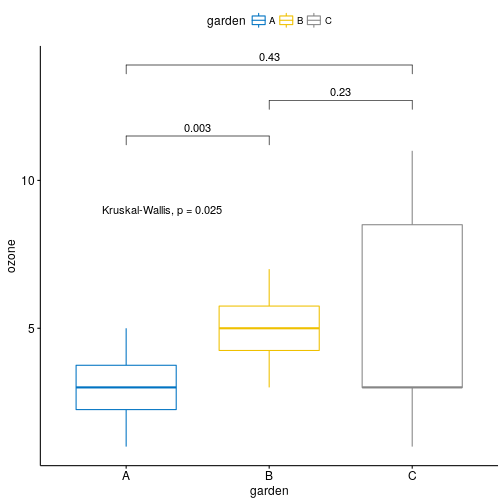 garden A B C
0.43
0.23
0.003
10
Kruskal-Wallis, p = 0.025
ozone
5
A B C
garden